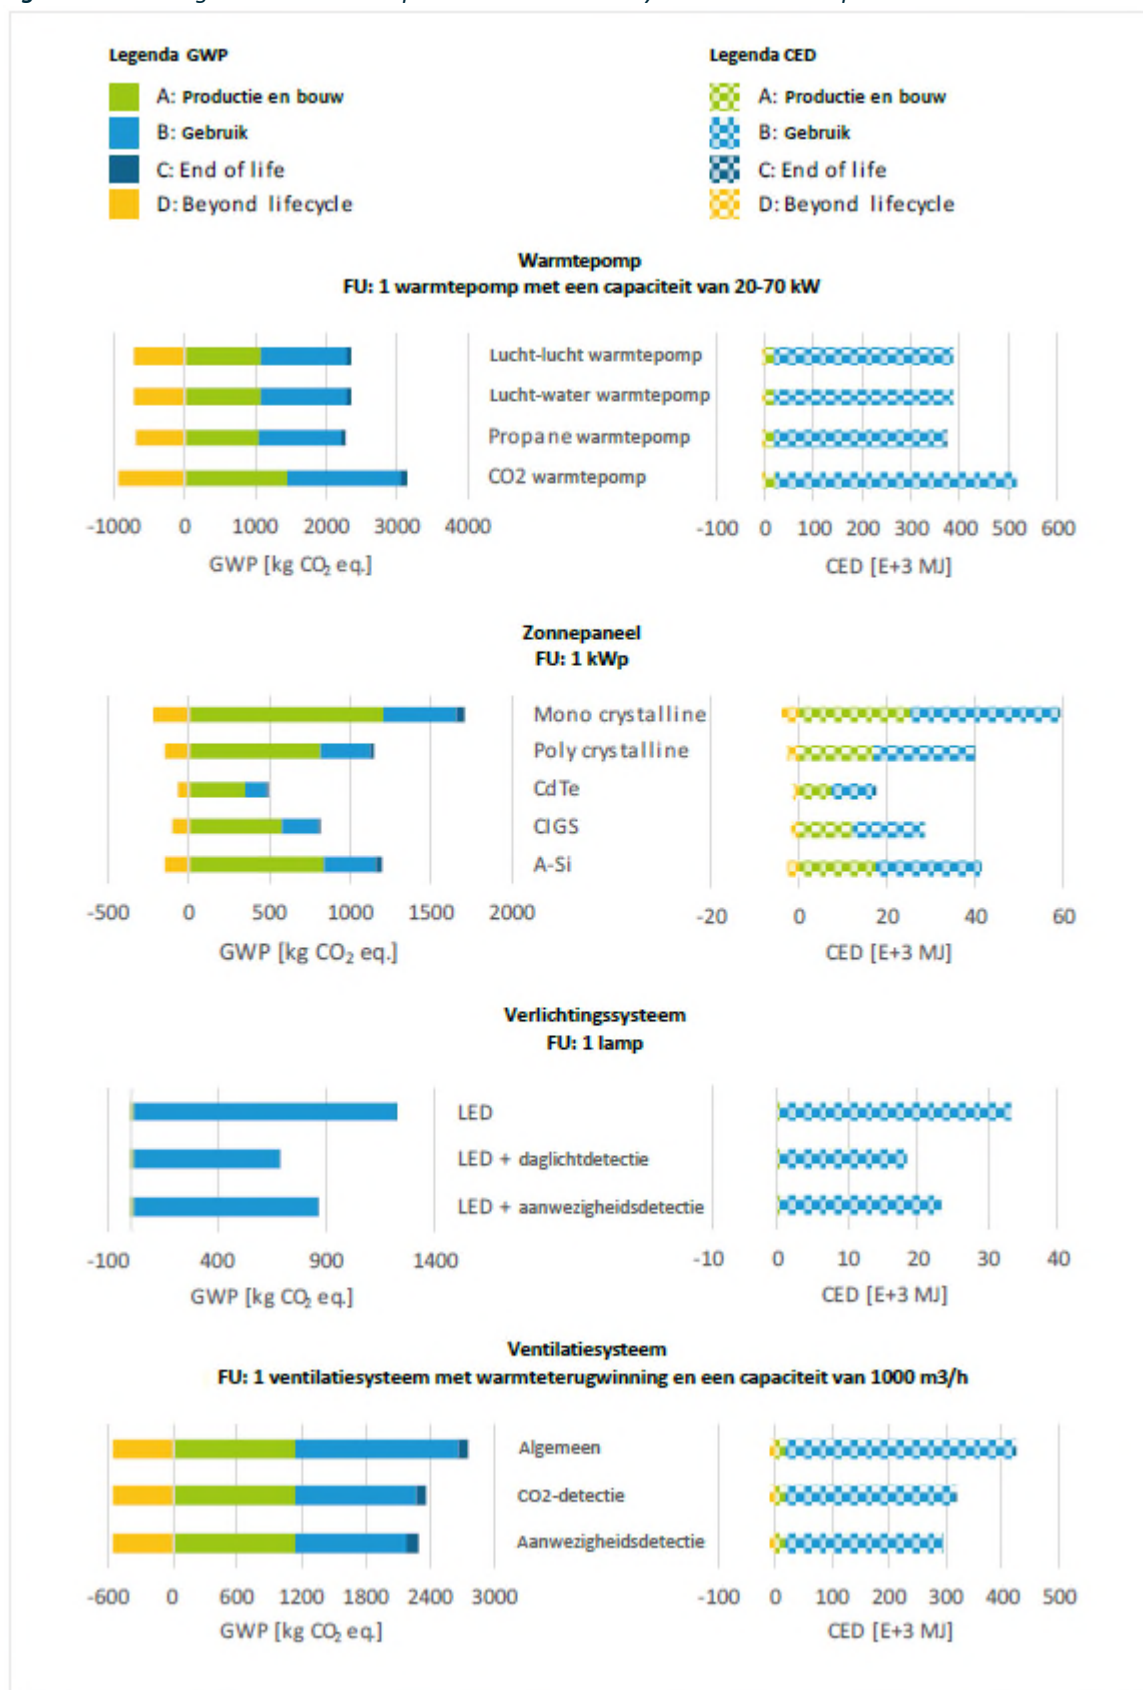 Legenda GWP
A: Productie en bouw
B: Gebruik
C: End of life
D: Beyond lifecycle
Legenda CED
A: Productie en bouw
B: Gebruik
C: End of life
D: Beyond lifecycle
Warmtepomp
FU: 1 warmtepomp met een capaciteit van 20-70 kW
Lucht-lucht warmtepomp
Lucht-water warmtepomp
Propane warmtepomp
CO2 warmtepomp
-1000 0 1000 2000 3000 4000
GWP [kg CO₂ eq.]
-100 0 100 200 300 400 500 600
CED [E+3 MJ]
Zonnepaneel
FU: 1 kWp
Mono crystalline
Poly crystalline
CdTe
CIGS
A-Si
-500 0 500 1000 1500 2000
GWP [kg CO₂ eq.]
-20 0 20 40 60
CED [E+3 MJ]
Verlichtingssysteem
FU: 1 lamp
LED
LED + daglichtdetectie
LED + aanwezigheidsdetectie
-100 400 900 1400
GWP [kg CO₂ eq.]
-10 0 10 20 30 40
CED [E+3 MJ]
Ventilatiesysteem
FU: 1 ventilatiesysteem met warmteterugwinning en een capaciteit van 1000 m3/h
Algemeen
CO2-detectie
Aanwezigheidsdetectie
-600 0 600 1200 1800 2400 3000
GWP [kg CO₂ eq.]
-100 0 100 200 300 400 500
CED [E+3 MJ]